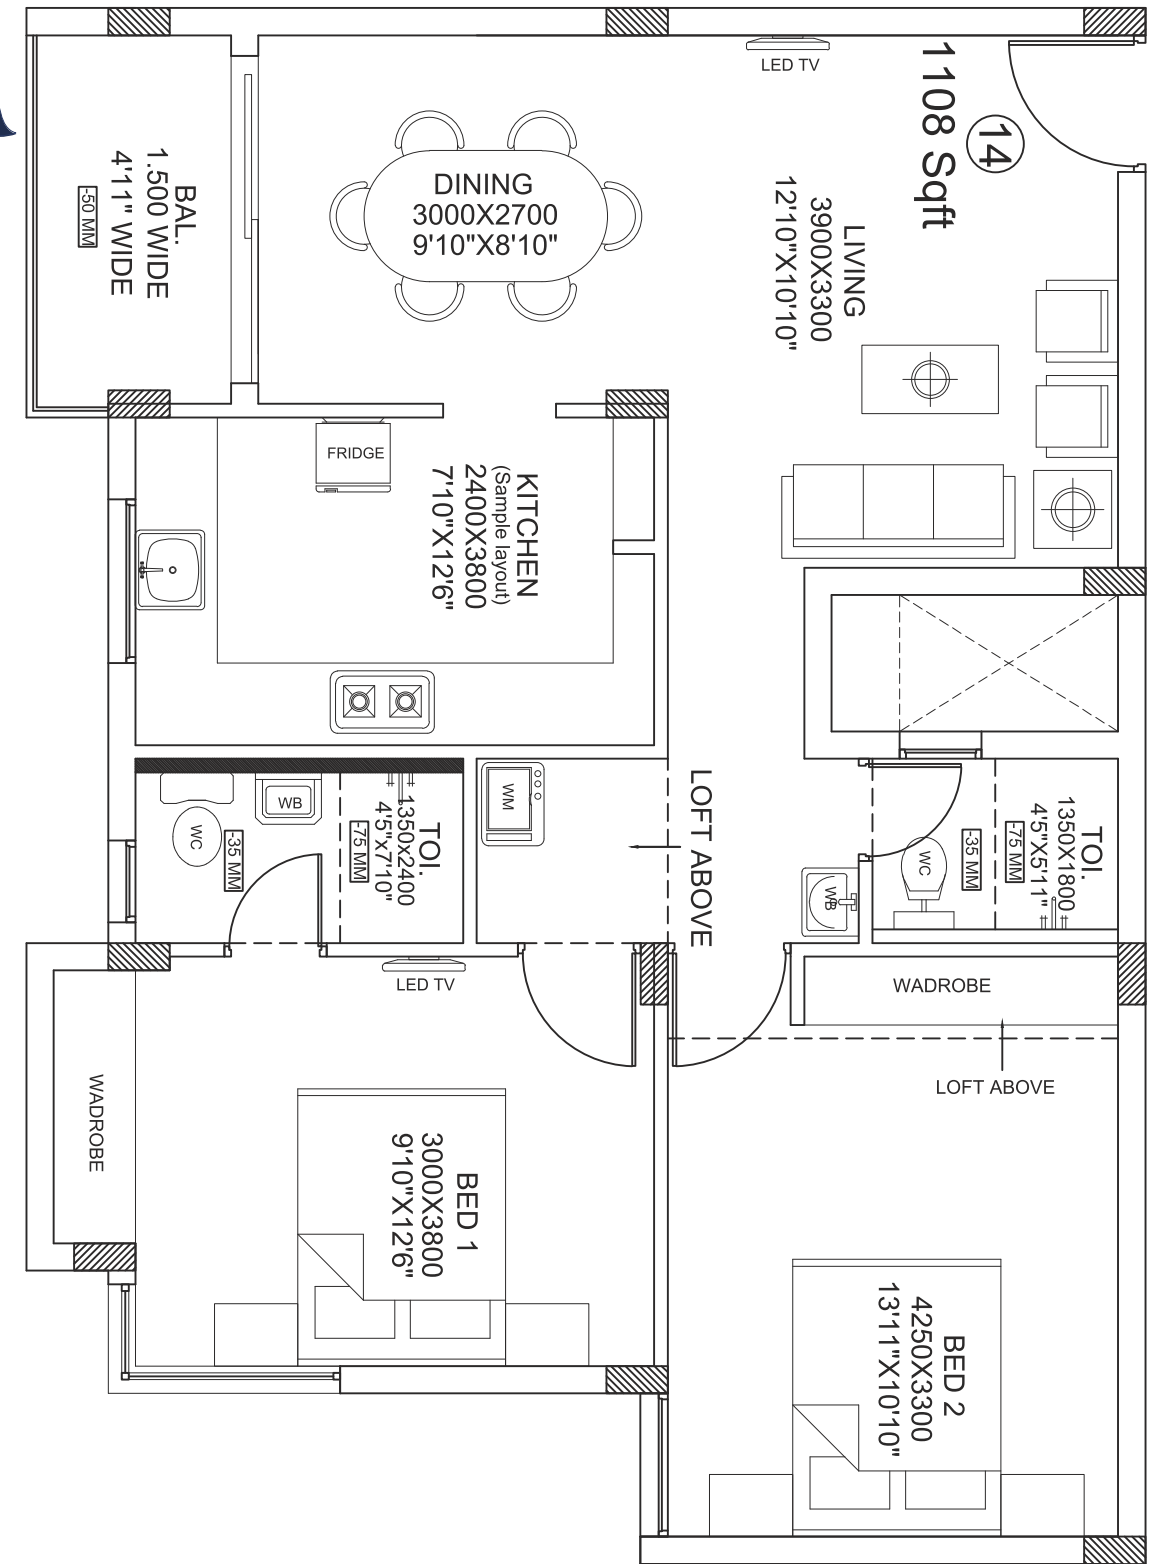 14
1108 Sqft
LED TV
LIVING
3900X3300
12'10"X10'10"
DINING
3000X2700
9'10"X8'10"
BAL.
1.500 WIDE
4'11" WIDE
-50 MM
FRIDGE
KITCHEN
(Sample layout)
2400X3800
7'10"X12'6"
LOFT ABOVE
WM
TOI.
1350x2400
4'5"x7'10"
-75 MM
WB
WC
-35 MM
TOI.
1350X1800
4'5"X5'11"
-75 MM
-35 MM
WC
WB
WADROBE
LOFT ABOVE
LED TV
WADROBE
BED 1
3000X3800
9'10"X12'6"
BED 2
4250X3300
13'11"X10'10"